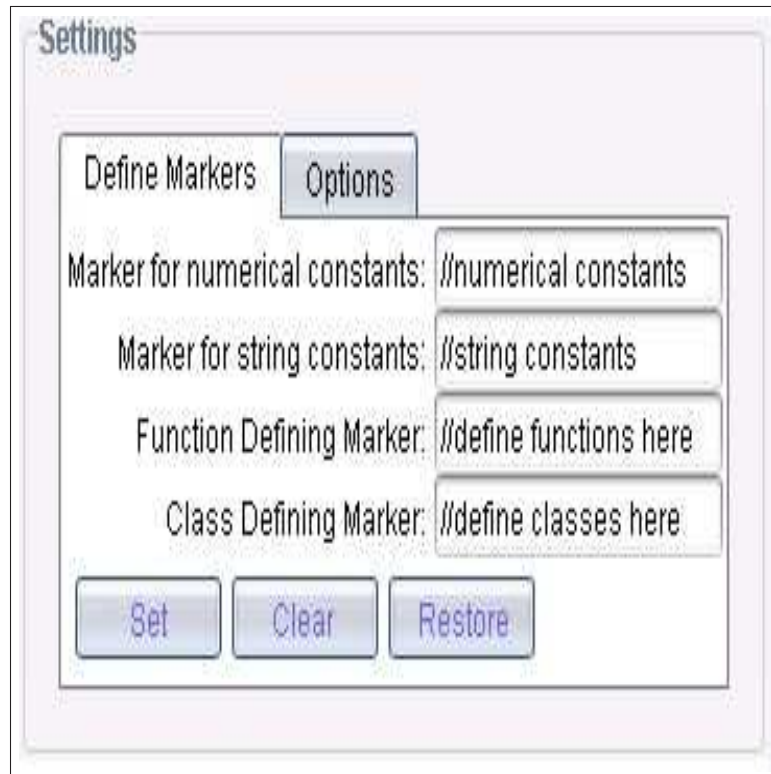 Settings
Define Markers Options
Marker for numerical constants: //numerical constants
Marker for string constants: //string constants
Function Defining Marker: //define functions here
Class Defining Marker: //define classes here
Set Clear Restore